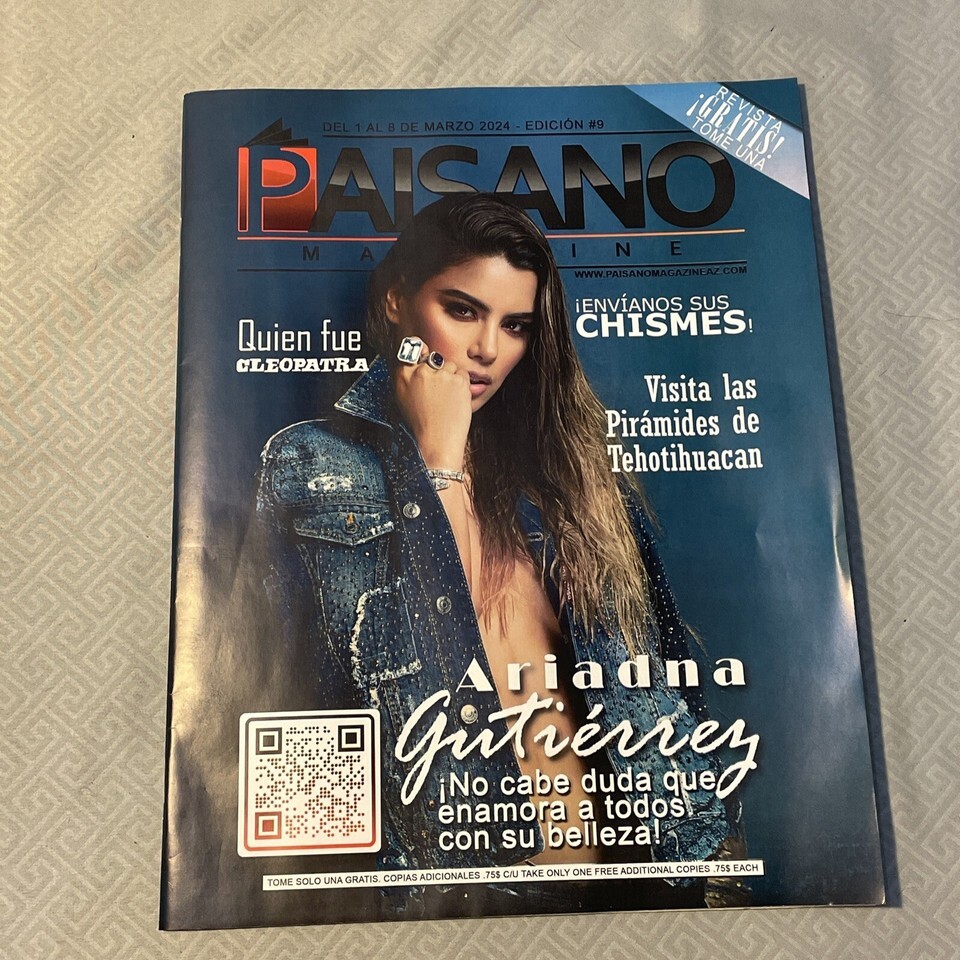 DEL 1 AL 8 DE MARZO 2024 - EDICIÓN #9
REVISTA
¡GRATIS!
TOME UNA
PAISANO
MA INE
WWW.PAISANOMAGAZINEAZ.COM
¡ENVÍANOS SUS
CHISMES!
Quien fue
CLEOPATRA
Visita las
Pirámides de
Tehotihuacan
Ariadna
Gutiérrez
¡No cabe duda que
enamora a todos
con su belleza!
TOME SOLO UNA GRATIS. COPIAS ADICIONALES .75$ C/U TAKE ONLY ONE FREE ADDITIONAL COPIES .75$ EACH